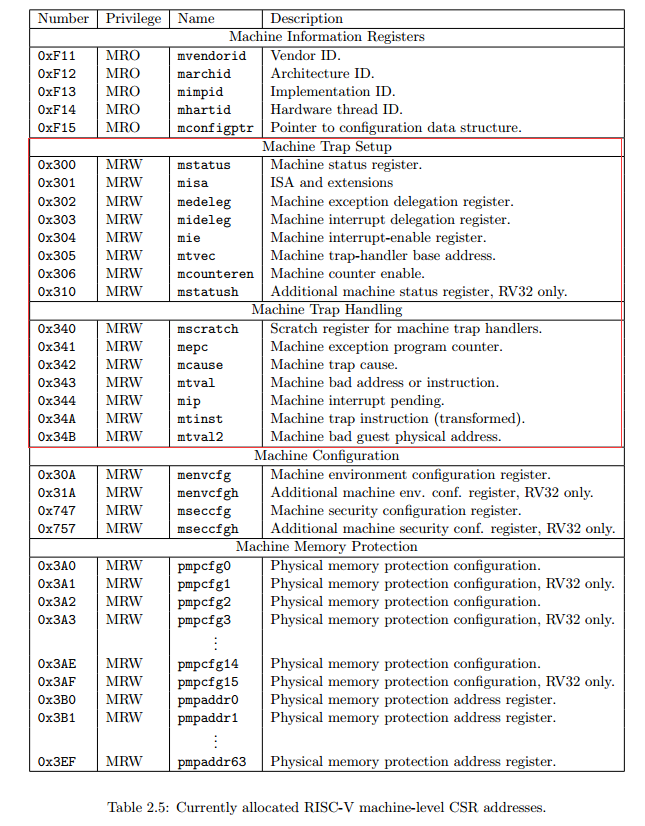 Number Privilege Name Description
Machine Information Registers
0xF11 MRO mvendorid Vendor ID.
0xF12 MRO marchid Architecture ID.
0xF13 MRO mimpid Implementation ID.
0xF14 MRO mhartid Hardware thread ID.
0xF15 MRO mconfigptr Pointer to configuration data structure.
Machine Trap Setup
0x300 MRW mstatus Machine status register.
0x301 MRW misa ISA and extensions
0x302 MRW medeleg Machine exception delegation register.
0x303 MRW mideleg Machine interrupt delegation register.
0x304 MRW mie Machine interrupt-enable register.
0x305 MRW mtvec Machine trap-handler base address.
0x306 MRW mcounteren Machine counter enable.
0x310 MRW mstatush Additional machine status register, RV32 only.
Machine Trap Handling
0x340 MRW mscratch Scratch register for machine trap handlers.
0x341 MRW mepc Machine exception program counter.
0x342 MRW mcause Machine trap cause.
0x343 MRW mtval Machine bad address or instruction.
0x344 MRW mip Machine interrupt pending.
0x34A MRW mtinst Machine trap instruction (transformed).
0x34B MRW mtval2 Machine bad guest physical address.
Machine Configuration
0x30A MRW menvcfg Machine environment configuration register.
0x31A MRW menvcfgh Additional machine env. conf. register, RV32 only.
0x747 MRW mseccfg Machine security configuration register.
0x757 MRW mseccfgh Additional machine security conf. register, RV32 only.
Machine Memory Protection
0x3A0 MRW pmpcfg0 Physical memory protection configuration.
0x3A1 MRW pmpcfg1 Physical memory protection configuration, RV32 only.
0x3A2 MRW pmpcfg2 Physical memory protection configuration.
0x3A3 MRW pmpcfg3 Physical memory protection configuration, RV32 only.
⋮
0x3AE MRW pmpcfg14 Physical memory protection configuration.
0x3AF MRW pmpcfg15 Physical memory protection configuration, RV32 only.
0x3B0 MRW pmpaddr0 Physical memory protection address register.
0x3B1 MRW pmpaddr1 Physical memory protection address register.
⋮
0x3EF MRW pmpaddr63 Physical memory protection address register.
Table 2.5: Currently allocated RISC-V machine-level CSR addresses.